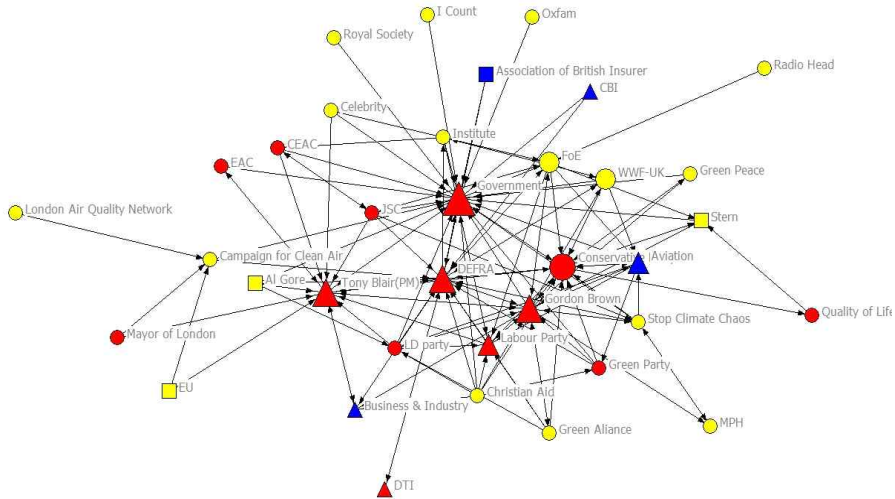 I Count
Oxfam
Royal Society
Association of British Insurer
Radio Head
CBI
Celebrity
Institute
CEAC
FoE
EAC
WWF-UK
Green Peace
Government
JSC
London Air Quality Network
Stern
Campaign for Clean Air
Conservative
Aviation
DEFRA
Al Gore
Tony Blair(PM)
Gordon Brown
Quality of Life
Stop Climate Chaos
Mayor of London
Labour Party
LD party
Green Party
EU
Christian Aid
Business & Industry
MPH
Green Alliance
DTI